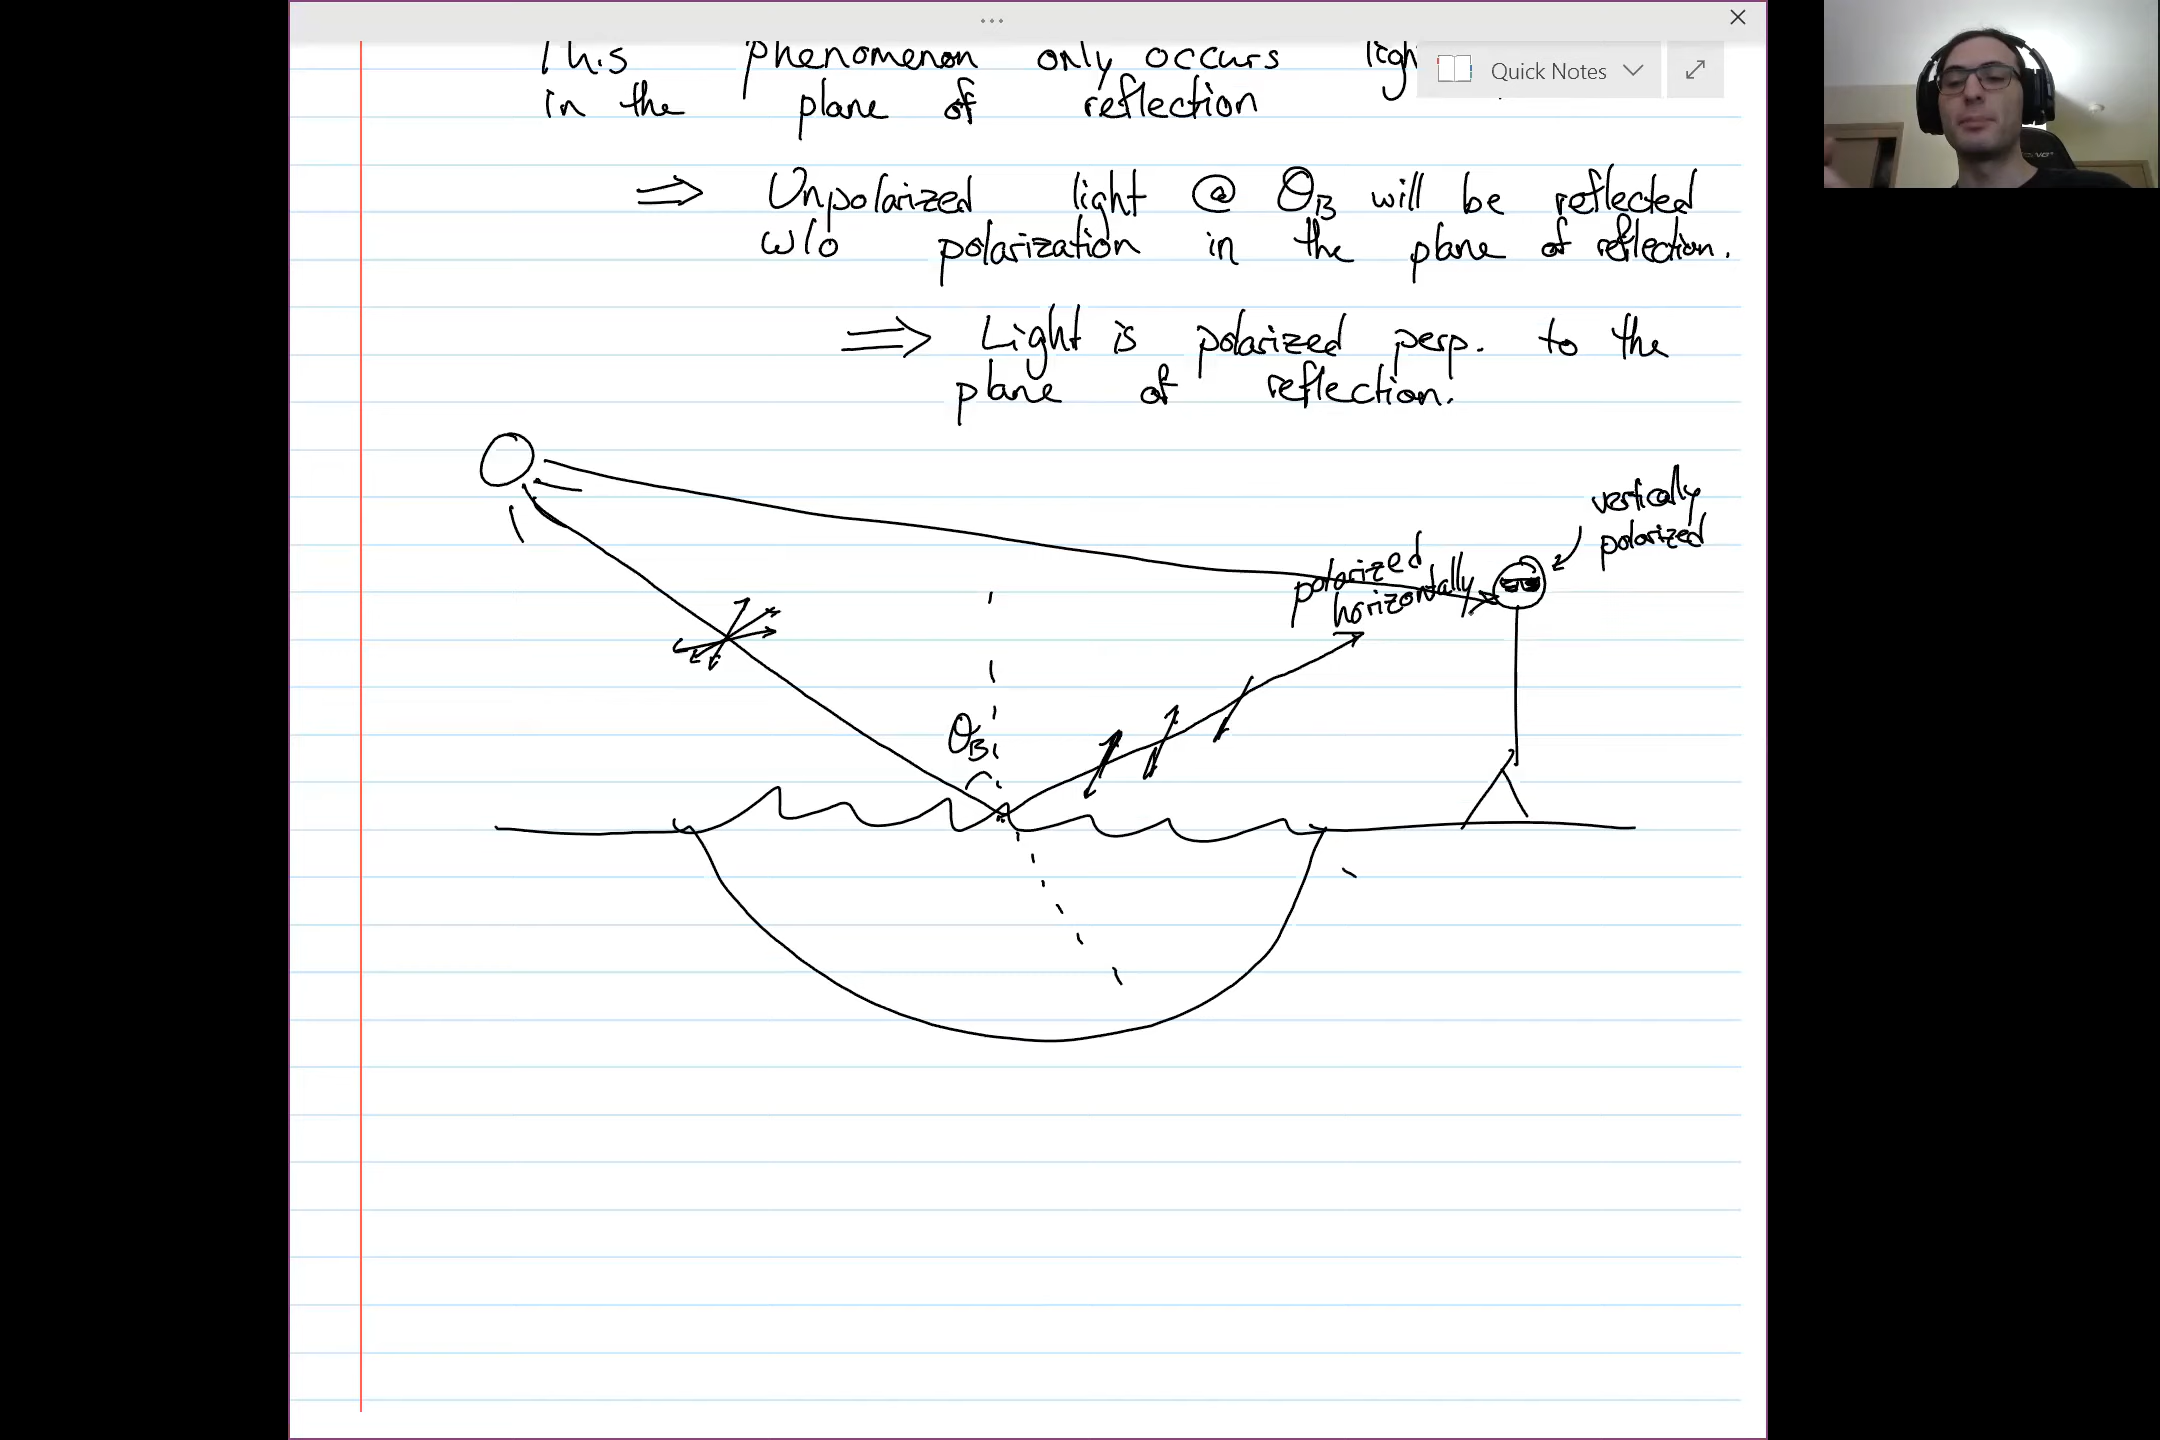 This phenomenon only occurs
Quick Notes
in the plane of reflection
⇒ Unpolarized light @ θB will be reflected
w/o polarization in the plane of reflection.
⇒ Light is polarized perp. to the
plane of reflection.
vertically
polarized
polarized
horizontally
θB